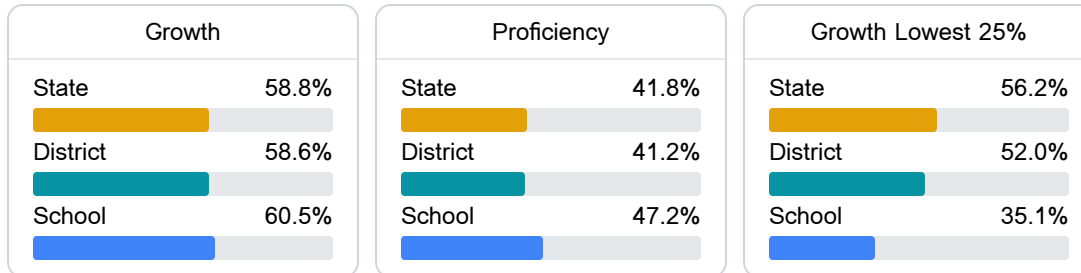 Growth
State 58.8%
District 58.6%
School 60.5%
Proficiency
State 41.8%
District 41.2%
School 47.2%
Growth Lowest 25%
State 56.2%
District 52.0%
School 35.1%